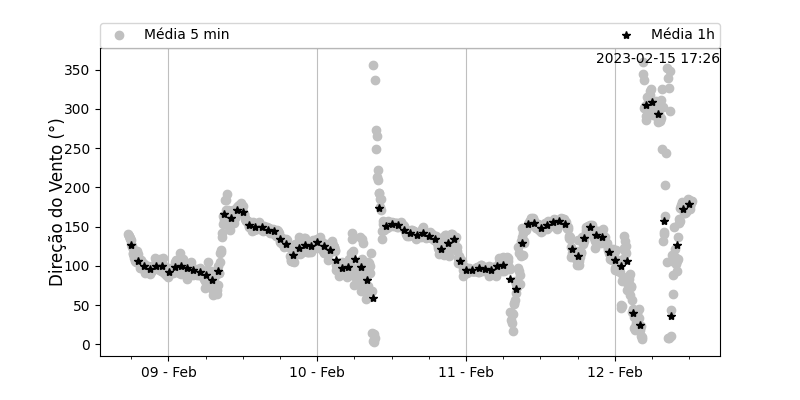 Média 5 min
Média 1h
2023-02-15 17:26
Direção do Vento (°)
350
300
250
200
150
100
50
0
09 - Feb
10 - Feb
11 - Feb
12 - Feb